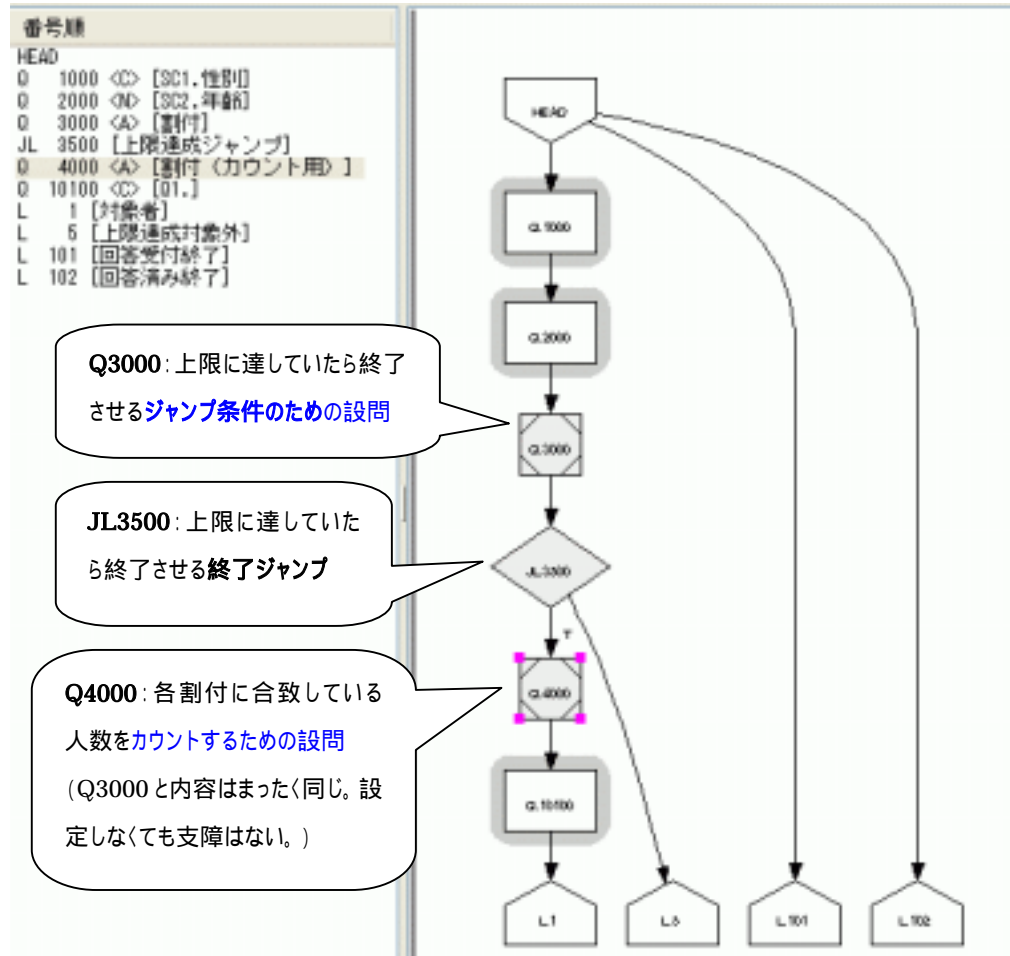 番号順
HEAD
Q 1000 <C> [SC1.性別]
Q 2000 <N> [SC2.年齢]
Q 3000 <A> [割付]
JL 3500 [上限達成ジャンプ]
Q 4000 <A> [割付（カウント用）]
Q 10100 <C> [Q1.]
L 1 [対象者]
L 5 [上限達成対象外]
L 101 [回答受付終了]
L 102 [回答済み終了]
HEAD
Q.1000
Q.2000
Q3000：上限に達していたら終了
させるジャンプ条件のための設問
Q.3000
JL3500：上限に達していた
ら終了させる終了ジャンプ
JL.3500
T
Q4000：各割付に合致している
人数をカウントするための設問
（Q3000と内容はまったく同じ。設
定しなくても支障はない。）
Q.4000
Q.10100
L.1
L.5
L.101
L.102